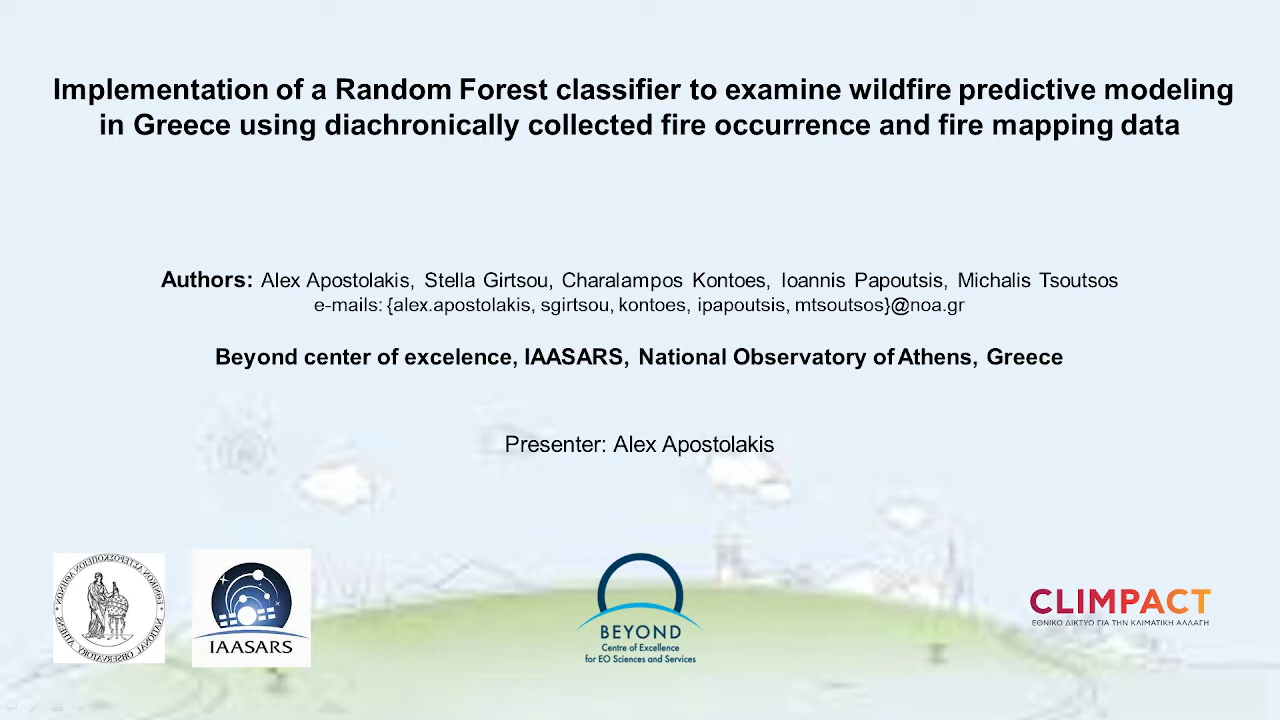 Implementation of a Random Forest classifier to examine wildfire predictive modeling
in Greece using diachronically collected fire occurrence and fire mapping data
Authors: Alex Apostolakis, Stella Girtsou, Charalampos Kontoes, Ioannis Papoutsis, Michalis Tsoutsos
e-mails: {alex.apostolakis, sgirtsou, kontoes, ipapoutsis, mtsoutsos}@noa.gr
Beyond center of excelence, IAASARS, National Observatory of Athens, Greece
Presenter: Alex Apostolakis
IAASARS
BEYOND
Centre of Excellence
for EO Sciences and Services
CLIMPACT
ΕΘΝΙΚΟ ΔΙΚΤΥΟ ΓΙΑ ΤΗΝ ΚΛΙΜΑΤΙΚΗ ΑΛΛΑΓΗ